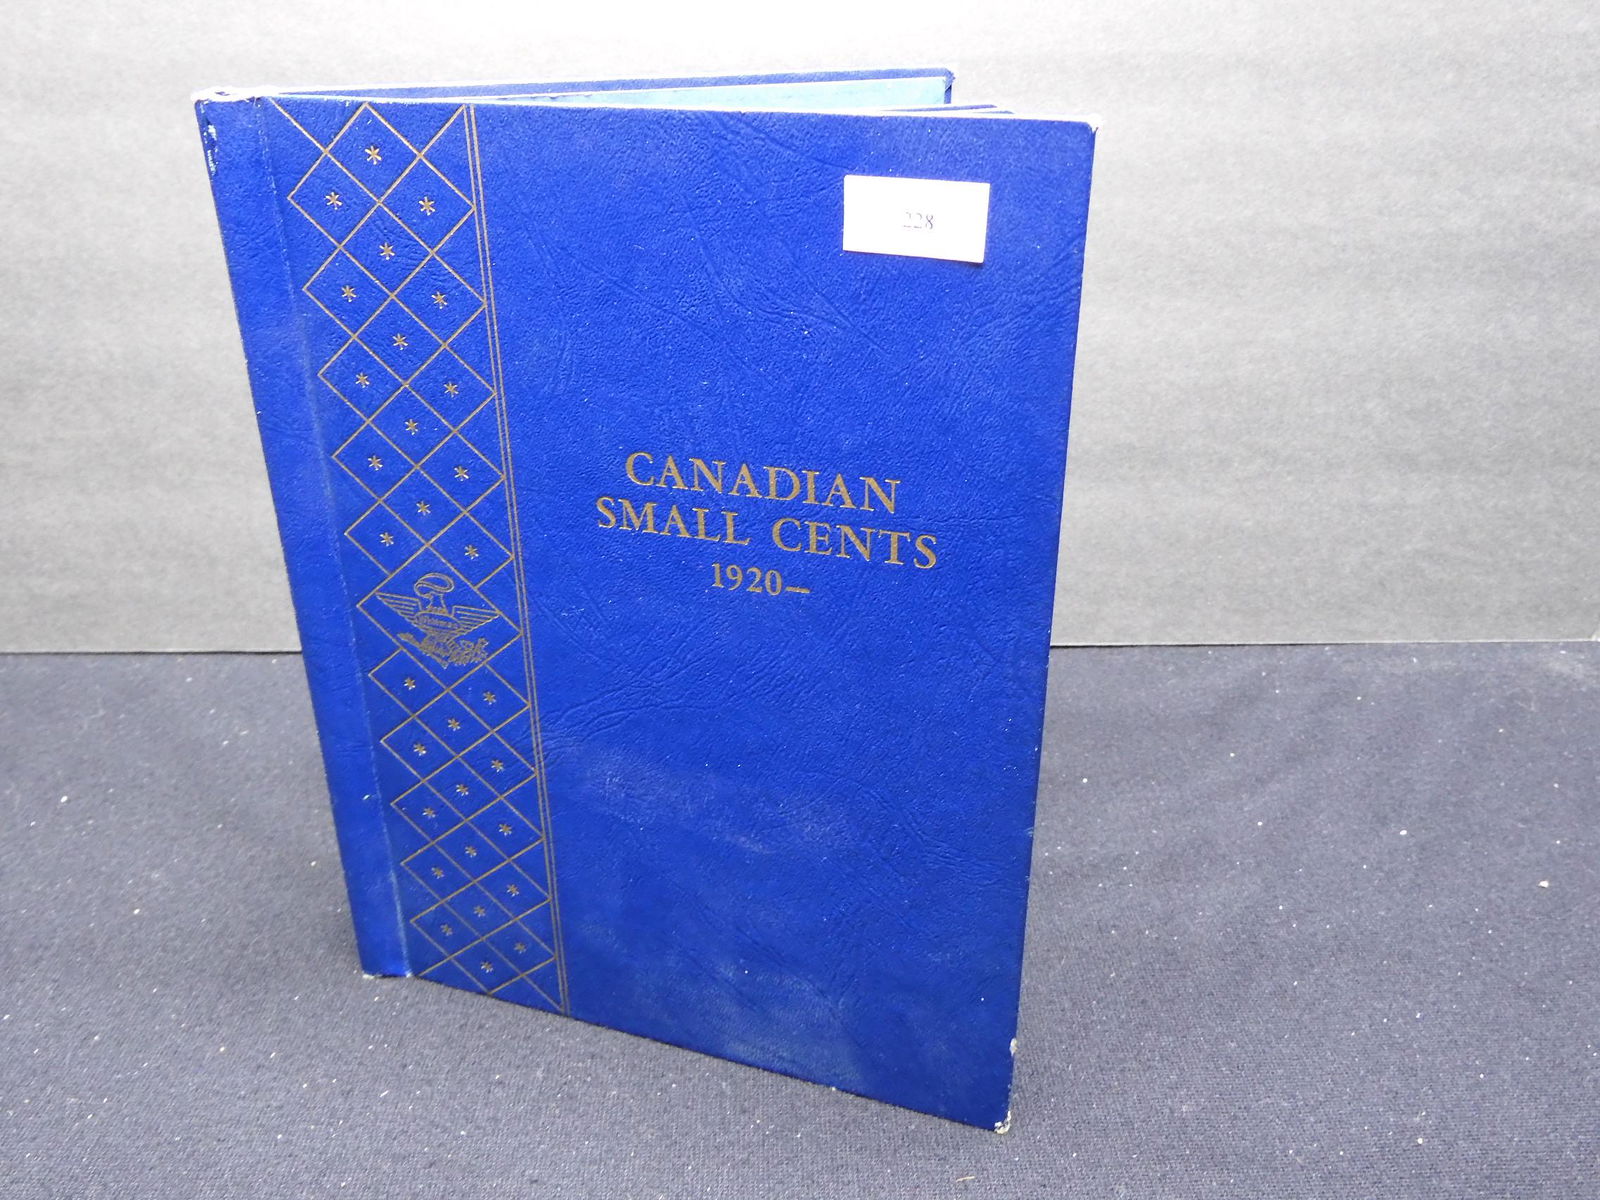 228
CANADIAN
SMALL CENTS
1920—